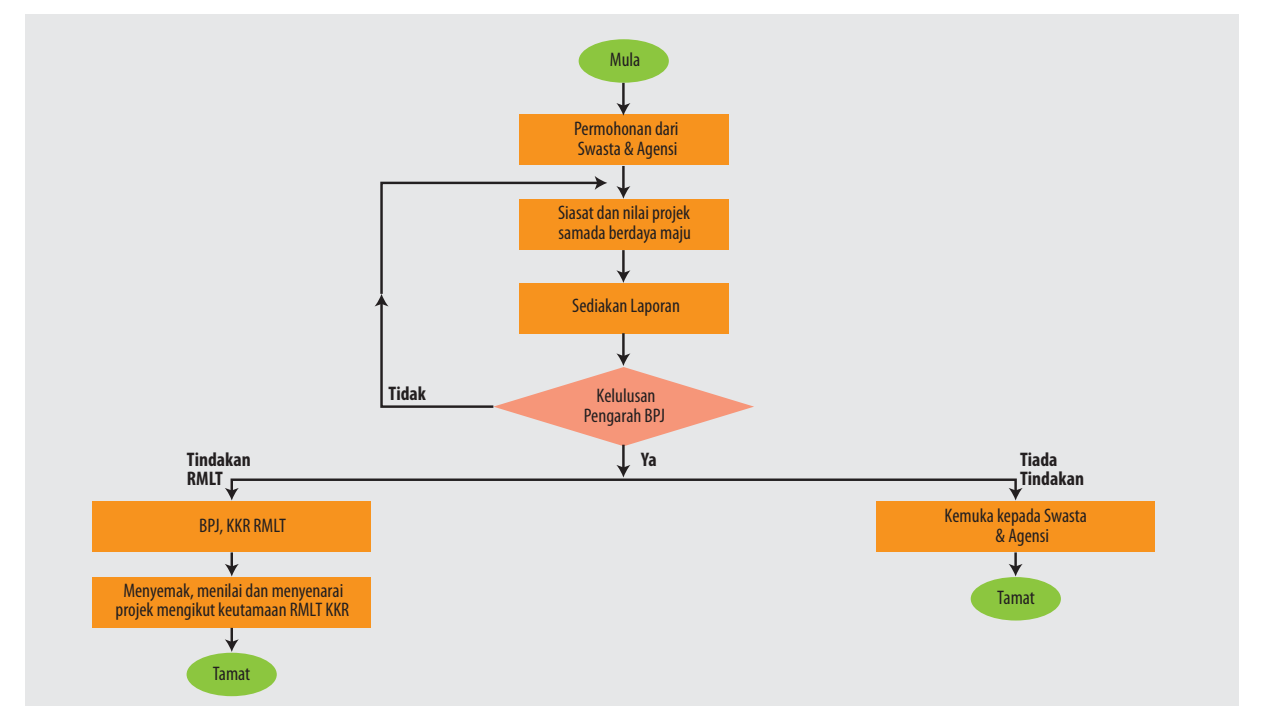 Mula
Permohonan dari
Swasta & Agensi
Siasat dan nilai projek
samada berdaya maju
Sediakan Laporan
Tidak
Kelulusan
Pengarah BPJ
Ya
Tindakan
RMLT
Tiada
Tindakan
BPJ, KKR RMLT
Kemuka kepada Swasta
& Agensi
Menyemak, menilai dan menyenarai
projek mengikut keutamaan RMLT KKR
Tamat
Tamat